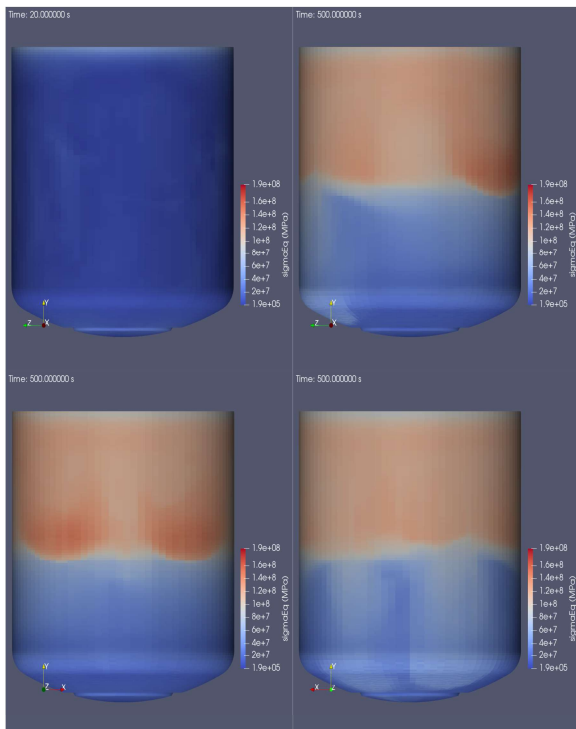 Time: 20.000000 s
1.9e+08
1.6e+8
1.4e+8
1.2e+8
1e+8
8e+7
6e+7
4e+7
2e+7
1.9e+05
sigmaEq (MPa)
Y
Z
X
Time: 500.000000 s
1.9e+08
1.6e+8
1.4e+8
1.2e+8
1e+8
8e+7
6e+7
4e+7
2e+7
1.9e+05
sigmaEq (MPa)
Y
Z
X
Time: 500.000000 s
1.9e+08
1.6e+8
1.4e+8
1.2e+8
1e+8
8e+7
6e+7
4e+7
2e+7
1.9e+05
sigmaEq (MPa)
Y
X
Time: 500.000000 s
1.9e+08
1.6e+8
1.4e+8
1.2e+8
1e+8
8e+7
6e+7
4e+7
2e+7
1.9e+05
sigmaEq (MPa)
Y
X